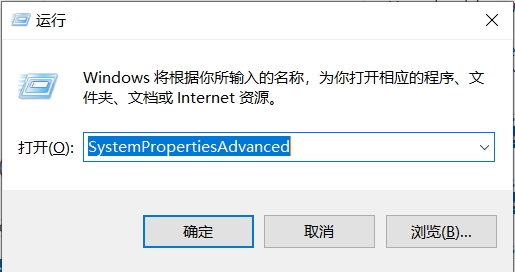 运行
Windows 将根据你所输入的名称，为你打开相应的程序、文
件夹、文档或 Internet 资源。
打开(O): SystemPropertiesAdvanced
确定 取消 浏览(B)...